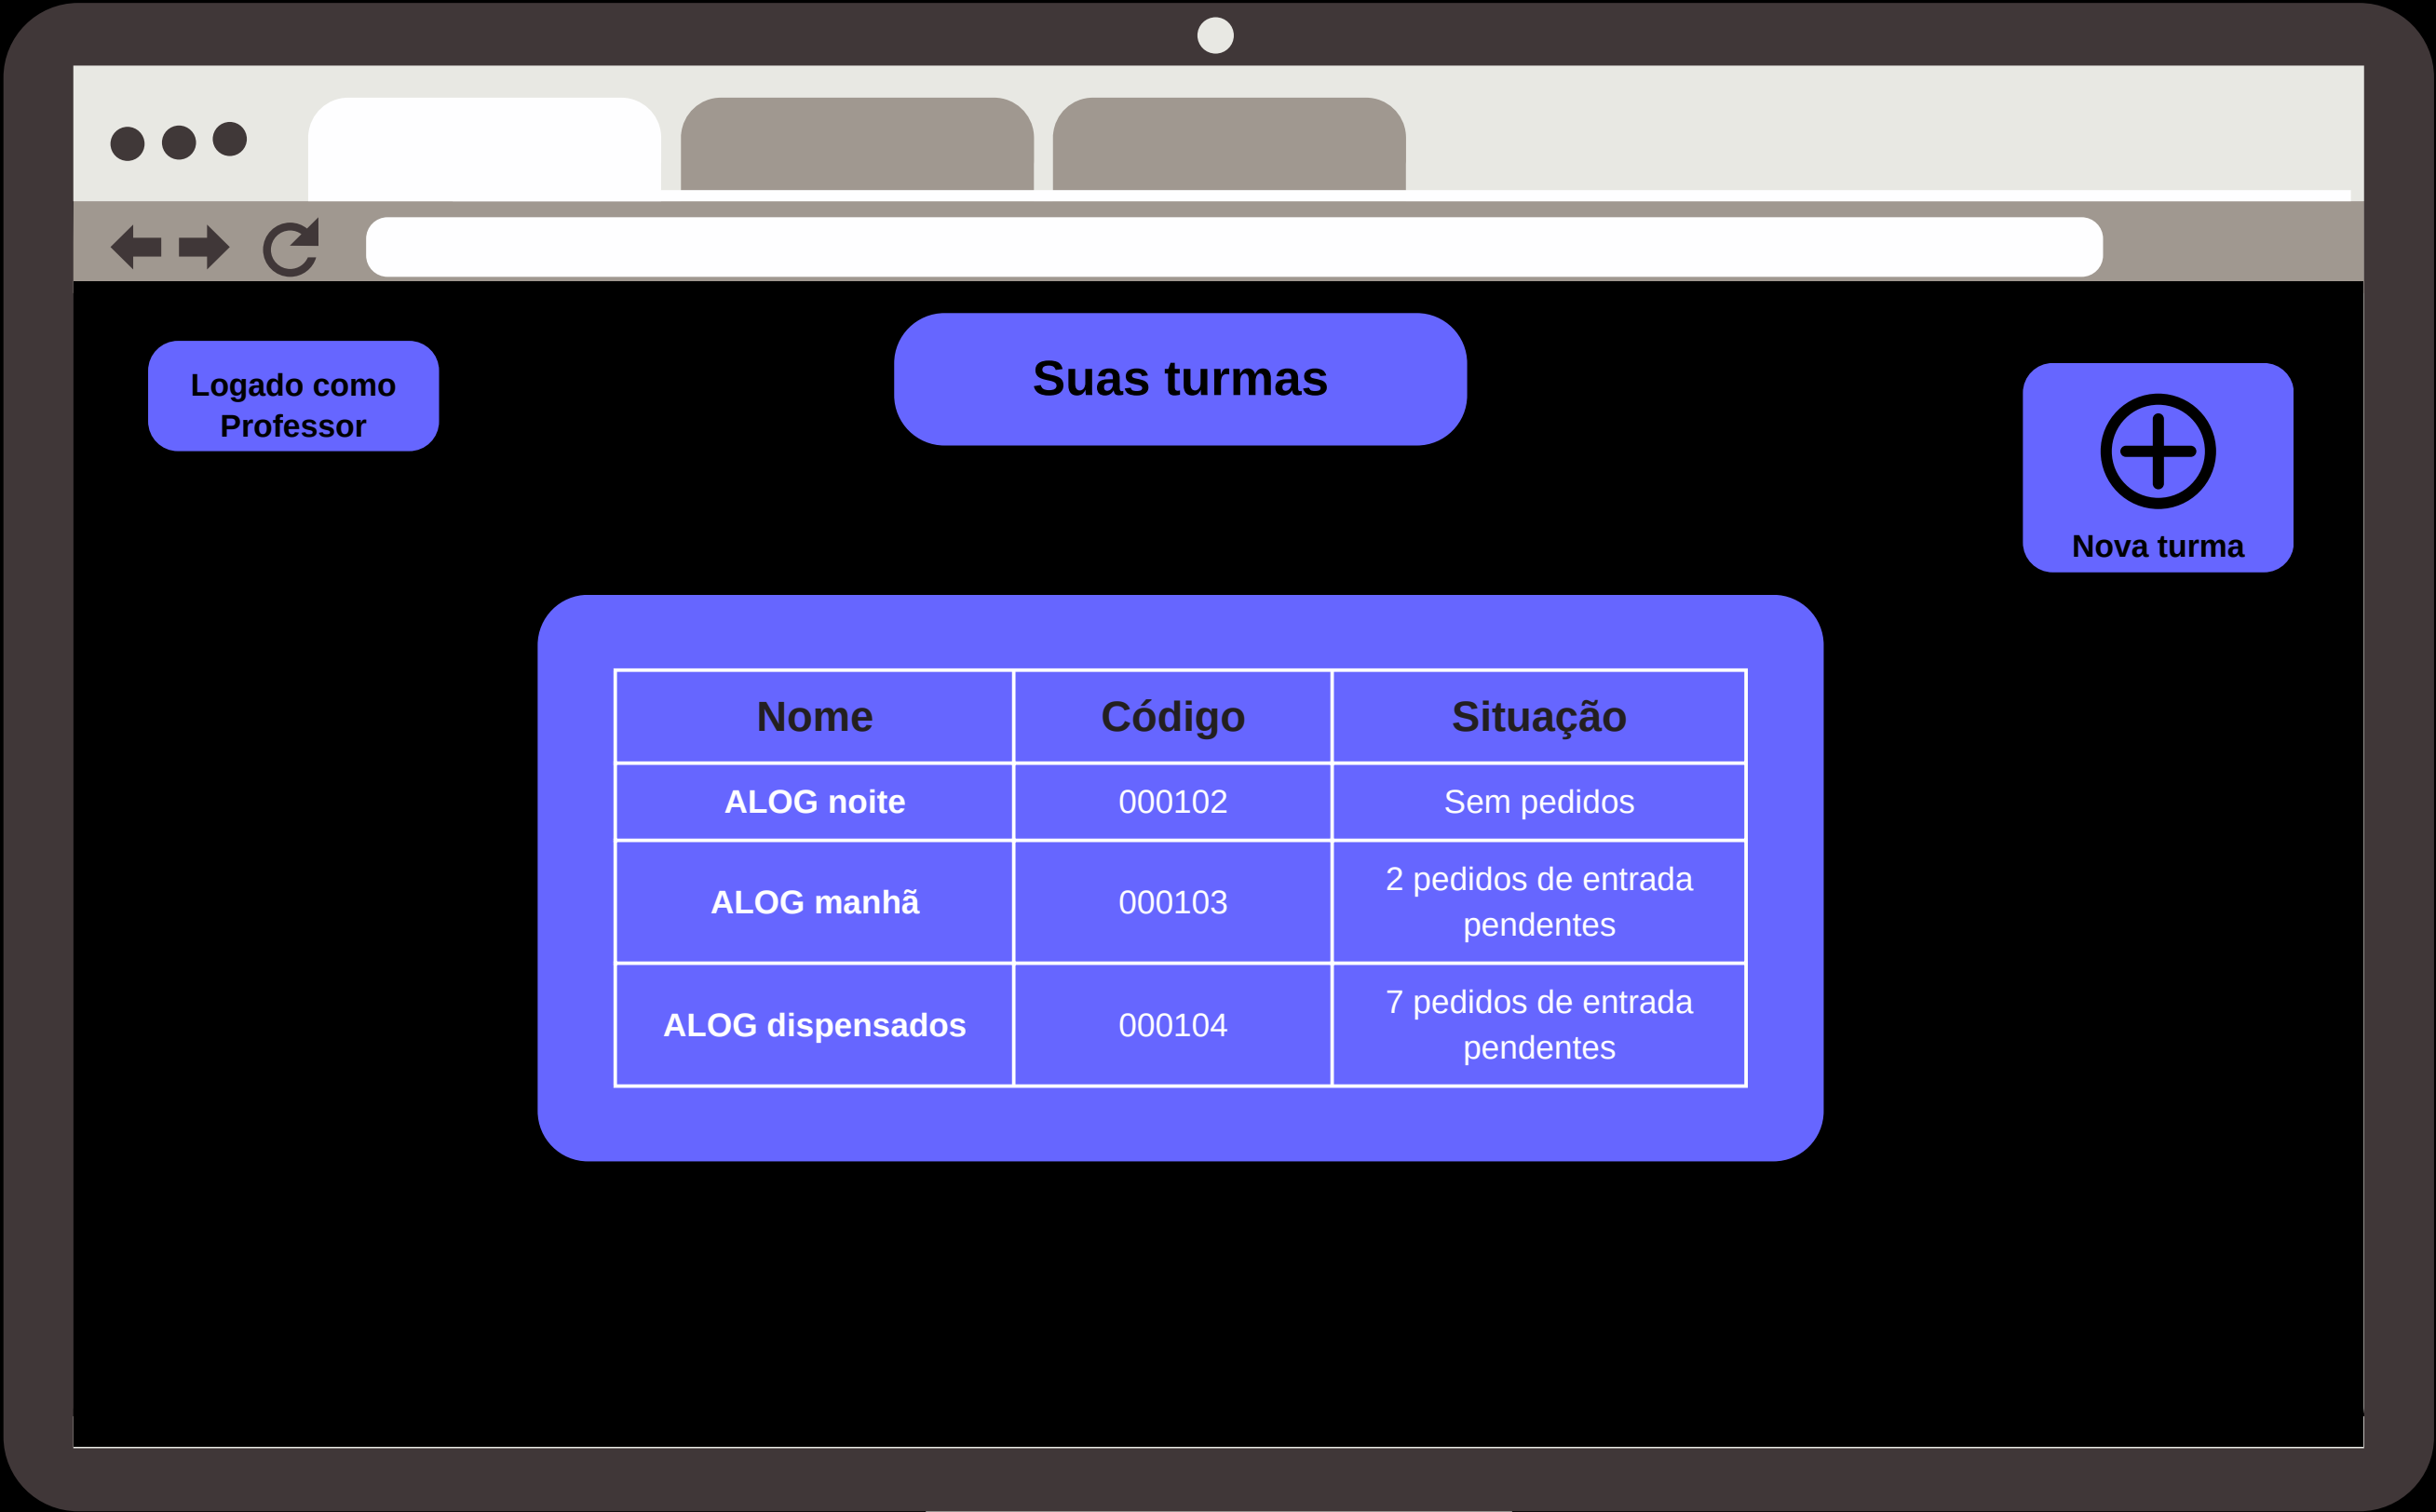 Logado como
Professor
Suas turmas
Nova turma
Nome Código Situação
ALOG noite 000102 Sem pedidos
ALOG manhã 000103 2 pedidos de entrada
pendentes
ALOG dispensados 000104 7 pedidos de entrada
pendentes